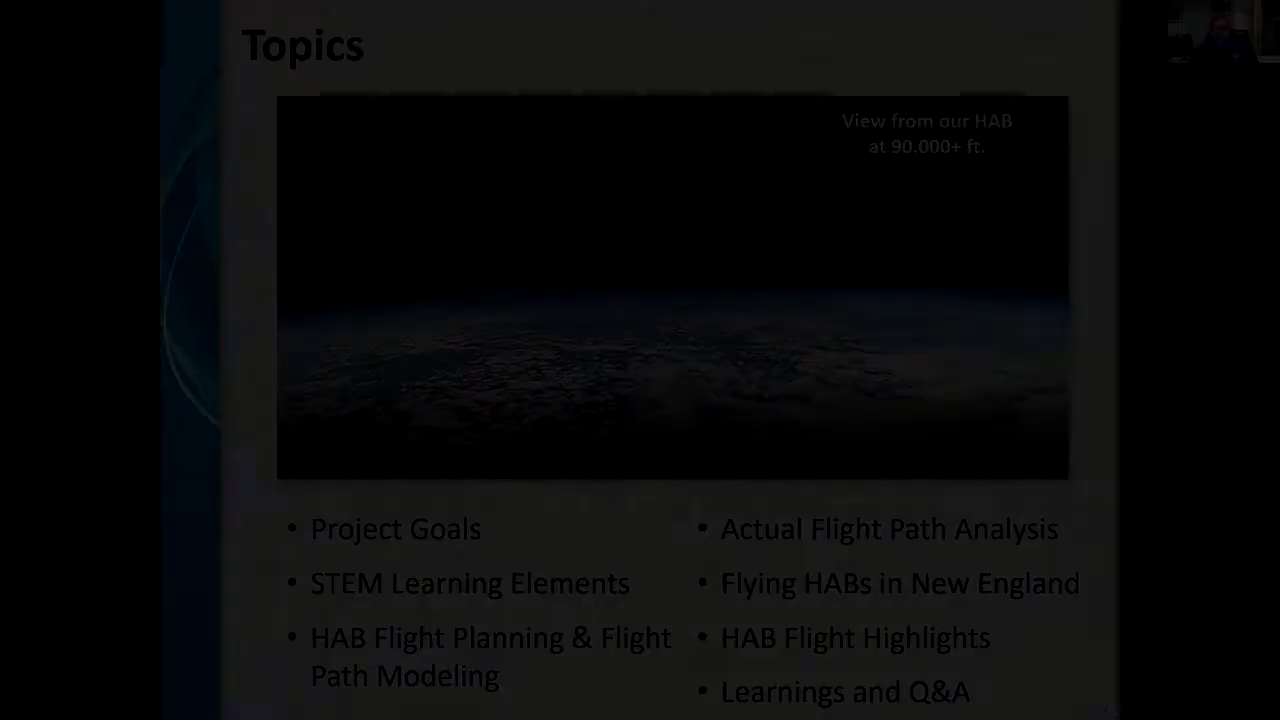 Topics
View from our HAB
at 90.000+ ft.
• Project Goals
• STEM Learning Elements
• HAB Flight Planning & Flight
Path Modeling
• Actual Flight Path Analysis
• Flying HABs in New England
• HAB Flight Highlights
• Learnings and Q&A